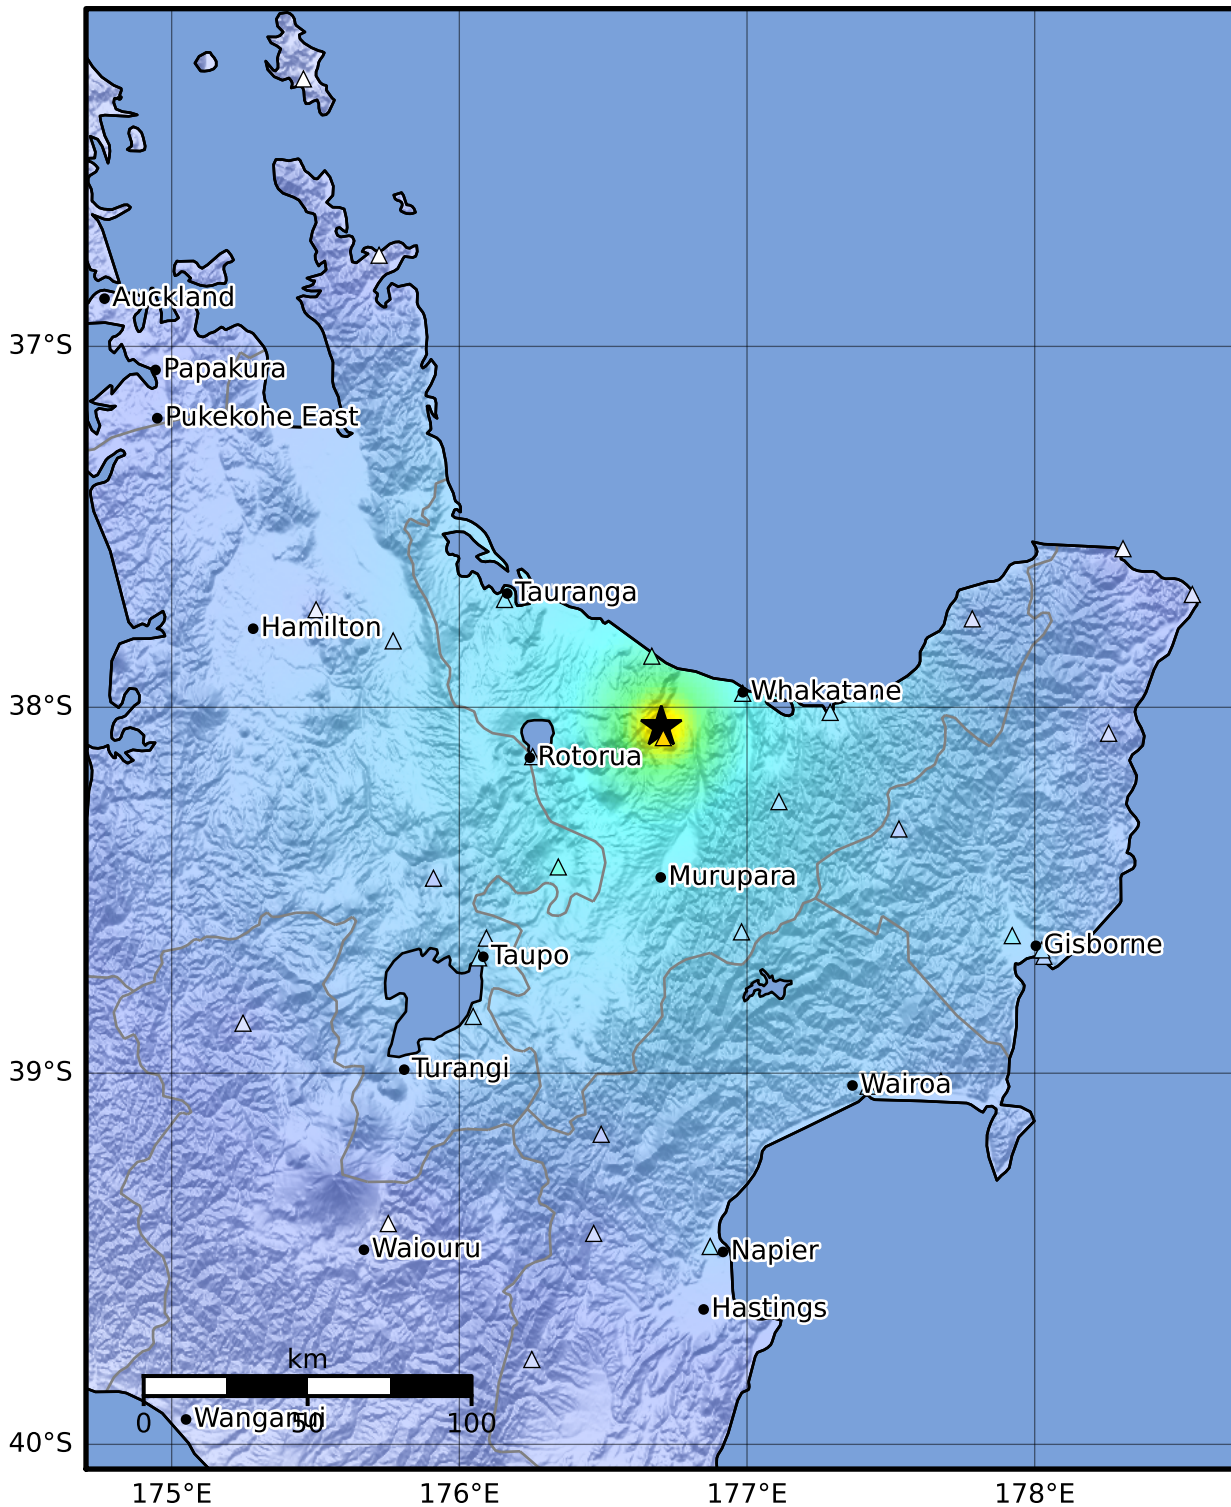 Auckland
37°S
Papakura
Pukekohe East
Tauranga
Hamilton
Whakatane
38°S
Rotorua
Murupara
Gisborne
Taupo
39°S
Turangi
Wairoa
Waiouru
Napier
Hastings
km
0 50 100
Wanganui
40°S
175°E 176°E 177°E 178°E